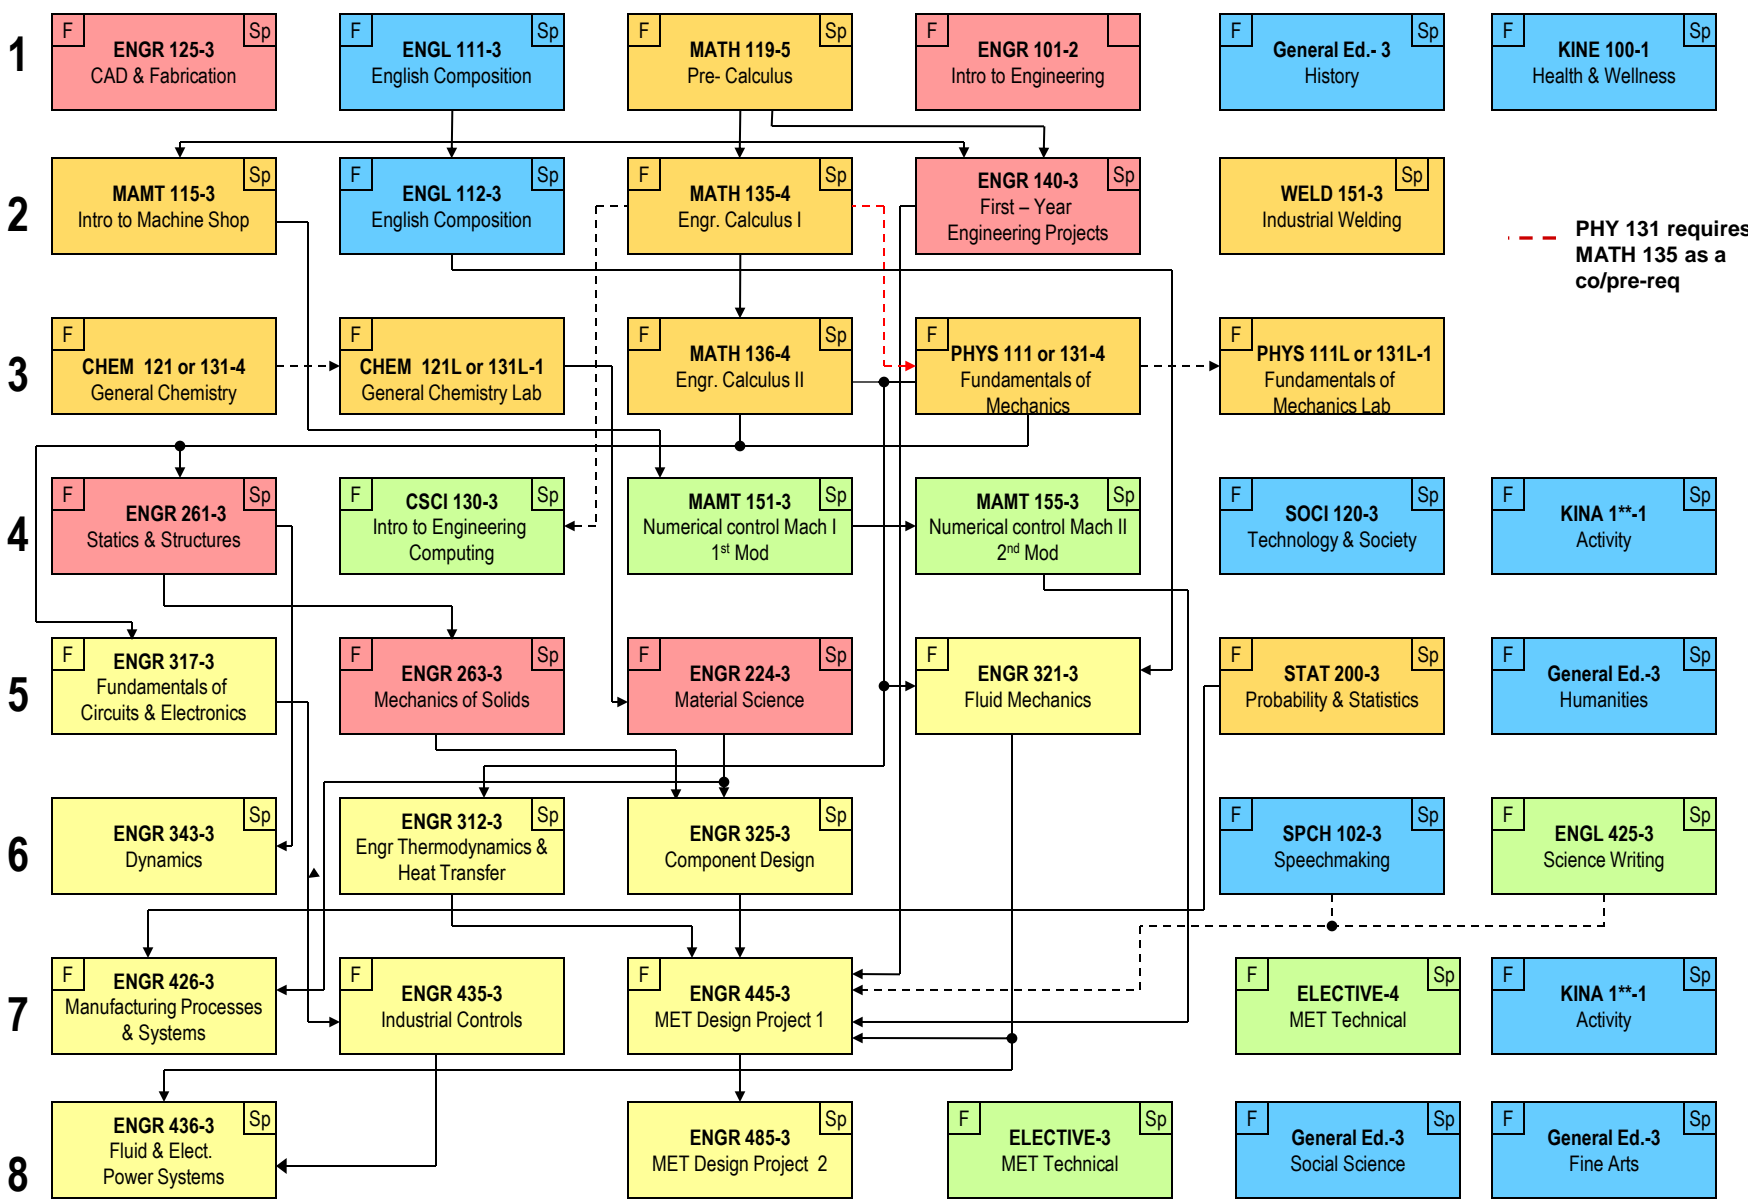 1
F
Sp
ENGR 125-3
CAD & Fabrication
F
Sp
ENGL 111-3
English Composition
F
Sp
MATH 119-5
Pre- Calculus
F
ENGR 101-2
Intro to Engineering
F
Sp
General Ed.- 3
History
F
Sp
KINE 100-1
Health & Wellness
2
Sp
MAMT 115-3
Intro to Machine Shop
F
Sp
ENGL 112-3
English Composition
F
Sp
MATH 135-4
Engr. Calculus I
F
Sp
ENGR 140-3
First – Year
Engineering Projects
Sp
WELD 151-3
Industrial Welding
PHY 131 requires
MATH 135 as a
co/pre-req
3
F
CHEM 121 or 131-4
General Chemistry
F
CHEM 121L or 131L-1
General Chemistry Lab
F
Sp
MATH 136-4
Engr. Calculus II
F
PHYS 111 or 131-4
Fundamentals of
Mechanics
F
PHYS 111L or 131L-1
Fundamentals of
Mechanics Lab
4
F
Sp
ENGR 261-3
Statics & Structures
F
Sp
CSCI 130-3
Intro to Engineering
Computing
Sp
MAMT 151-3
Numerical control Mach I
1st Mod
Sp
MAMT 155-3
Numerical control Mach II
2nd Mod
F
Sp
SOCI 120-3
Technology & Society
F
Sp
KINA 1**-1
Activity
5
F
ENGR 317-3
Fundamentals of
Circuits & Electronics
F
Sp
ENGR 263-3
Mechanics of Solids
F
Sp
ENGR 224-3
Material Science
F
ENGR 321-3
Fluid Mechanics
F
Sp
STAT 200-3
Probability & Statistics
F
Sp
General Ed.-3
Humanities
6
Sp
ENGR 343-3
Dynamics
Sp
ENGR 312-3
Engr Thermodynamics &
Heat Transfer
Sp
ENGR 325-3
Component Design
F
Sp
SPCH 102-3
Speechmaking
F
Sp
ENGL 425-3
Science Writing
7
F
ENGR 426-3
Manufacturing Processes
& Systems
F
ENGR 435-3
Industrial Controls
F
ENGR 445-3
MET Design Project 1
F
Sp
ELECTIVE-4
MET Technical
F
Sp
KINA 1**-1
Activity
8
Sp
ENGR 436-3
Fluid & Elect.
Power Systems
Sp
ENGR 485-3
MET Design Project 2
F
Sp
ELECTIVE-3
MET Technical
F
Sp
General Ed.-3
Social Science
F
Sp
General Ed.-3
Fine Arts